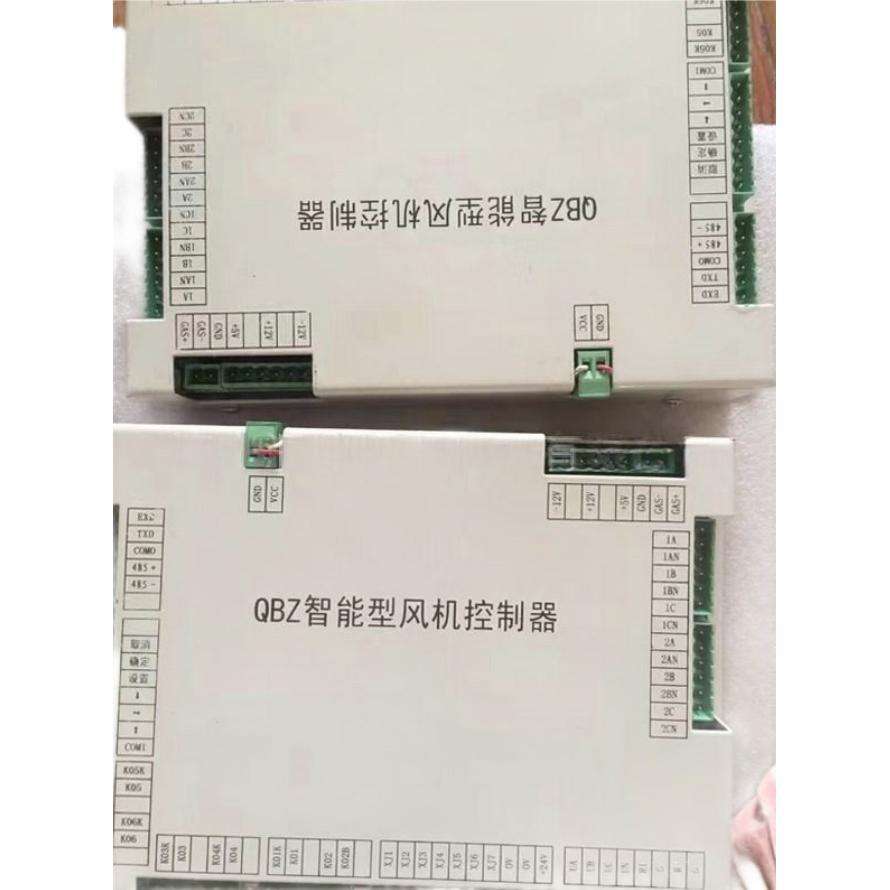 K05
K05K
COM1
↑
→
↓
设置
确定
取消
485-
485+
COMO
TXD
EXD
2CN
2C
2BN
2B
2AN
2A
1CN
1C
1BN
1B
1AN
1A
QBZ智能型风机控制器
GAS+
GAS-
GND
+5V
+12V
-12V
VCC
GND
GND
VCC
-12V
+12V
+5V
GND
GAS-
GAS+
TXD
COMO
485+
485-
确定
设置
↓
→
↑
COM1
K05K
K05
K06K
K06
QBZ智能型风机控制器
1A
1AN
1B
1BN
1C
1CN
2A
2AN
2B
2BN
2C
2CN
K03K
K03
K04K
K04
K01K
K01
K02
K02B
XJ1
XJ2
XJ3
XJ4
XJ5
XJ6
XJ7
0V
0V
+24V